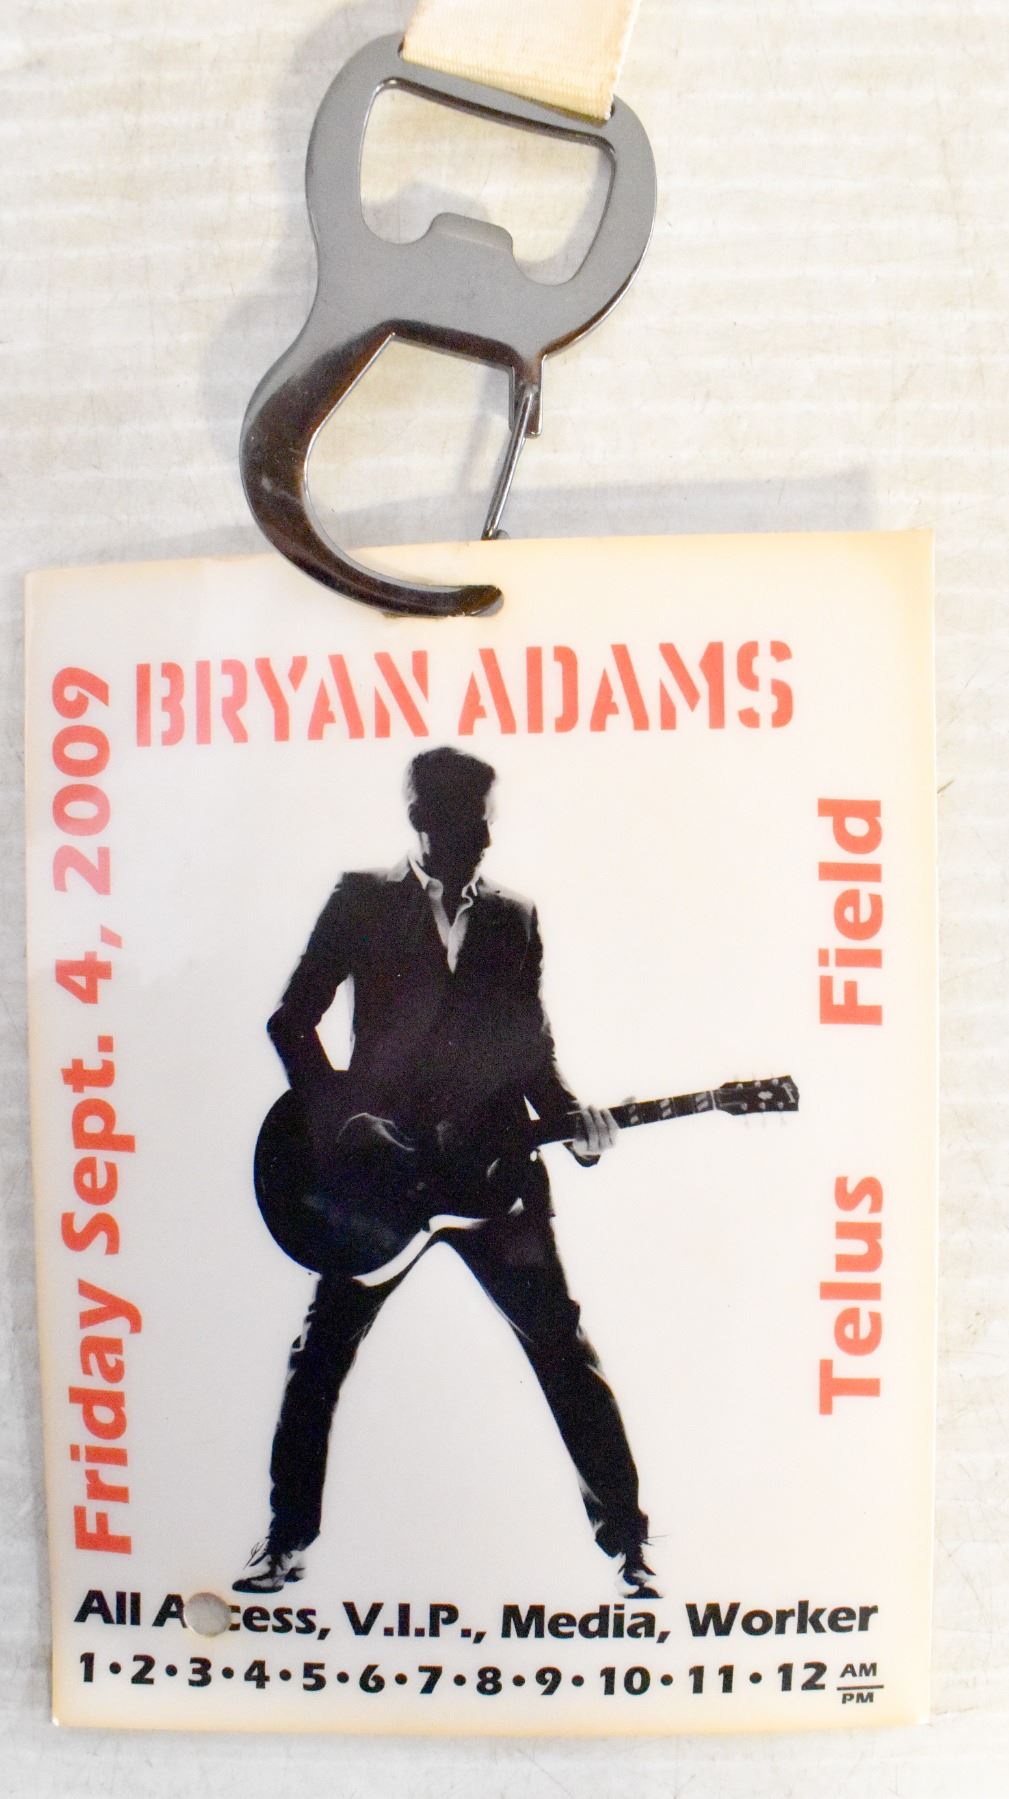 BRYAN ADAMS
Friday Sept. 4, 2009
Telus Field
All A cess, V.I.P., Media, Worker
1•2•3•4•5•6•7•8•9•10•11•12 AM
PM